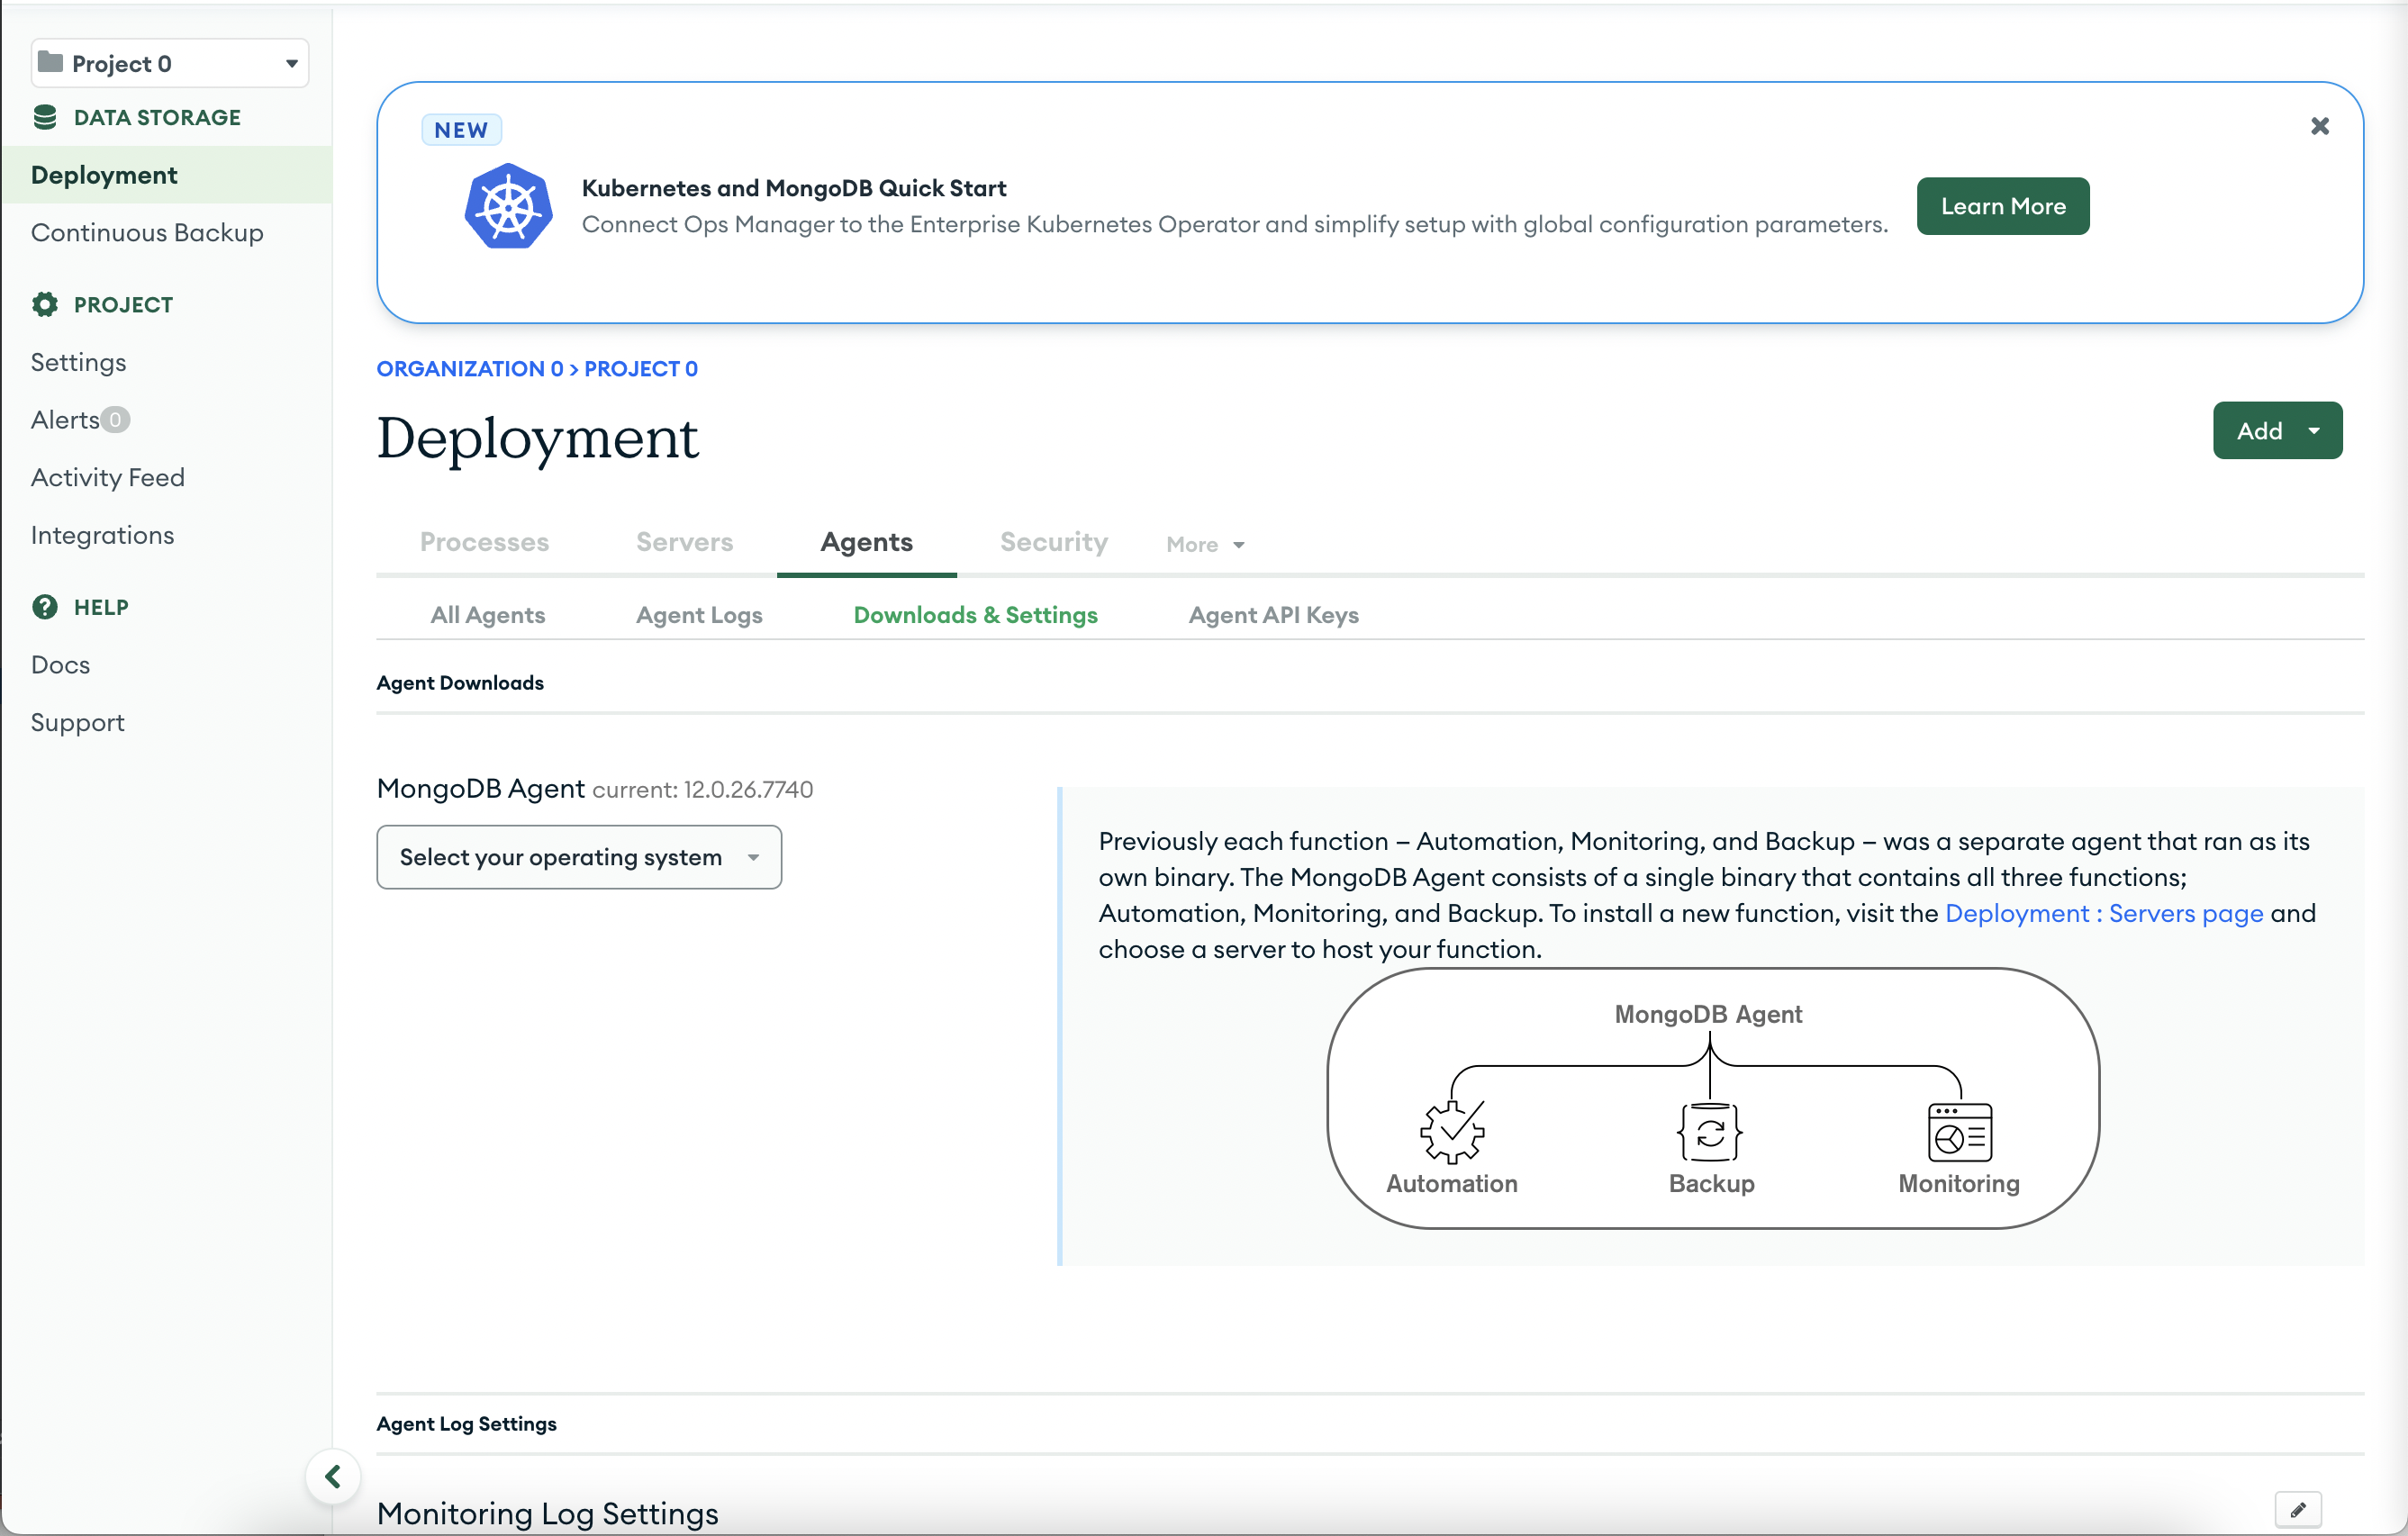 Project 0
DATA STORAGE
Deployment
Continuous Backup
PROJECT
Settings
Alerts 0
Activity Feed
Integrations
HELP
Docs
Support
NEW
Kubernetes and MongoDB Quick Start
Connect Ops Manager to the Enterprise Kubernetes Operator and simplify setup with global configuration parameters.
Learn More
ORGANIZATION 0 > PROJECT 0
Deployment
Add
Processes Servers Agents Security More
All Agents Agent Logs Downloads & Settings Agent API Keys
Agent Downloads
MongoDB Agent current: 12.0.26.7740
Select your operating system
Previously each function – Automation, Monitoring, and Backup – was a separate agent that ran as its
own binary. The MongoDB Agent consists of a single binary that contains all three functions;
Automation, Monitoring, and Backup. To install a new function, visit the Deployment : Servers page and
choose a server to host your function.
MongoDB Agent
Automation Backup Monitoring
Agent Log Settings
Monitoring Log Settings